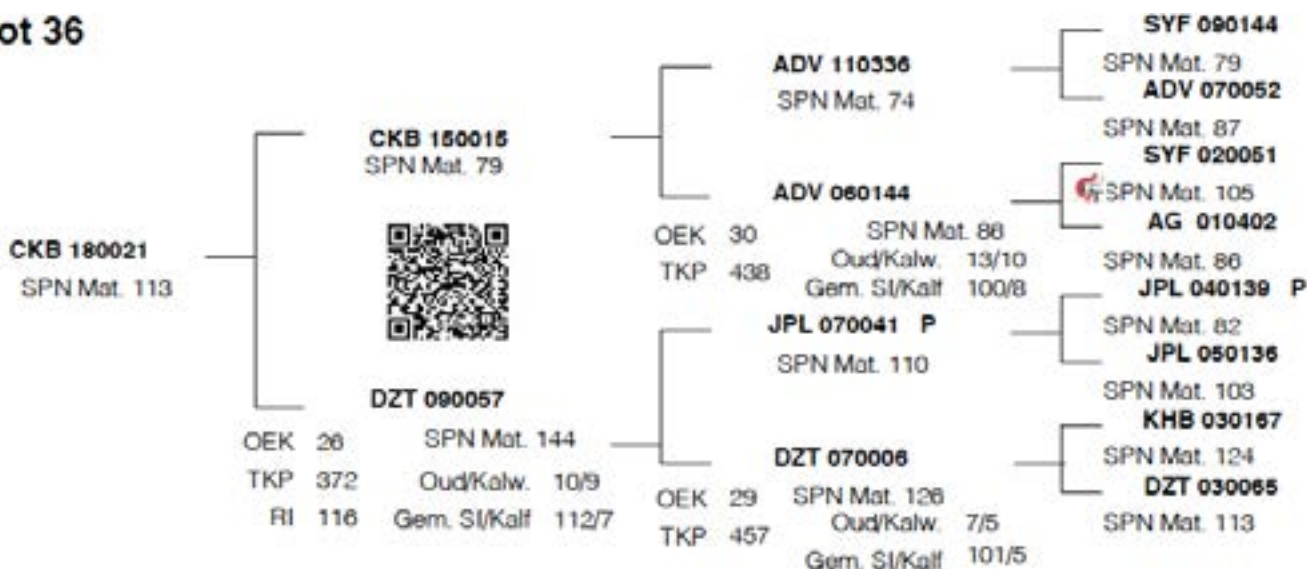 ot 36
CKB 180021
SPN Mat. 113
CKB 150015
SPN Mat. 79
DZT 090057
OEK 26 SPN Mat. 144
TKP 372 Oud/Kalw. 10/9
RI 116 Gem. SI/Kalf 112/7
ADV 110336
SPN Mat. 74
ADV 060144
OEK 30 SPN Mat. 86
TKP 438 Oud/Kalw. 13/10
Gem. SI/Kalf 100/8
JPL 070041 P
SPN Mat. 110
DZT 070006
OEK 29 SPN Mat. 126
TKP 457 Oud/Kalw. 7/5
Gem. SI/Kalf 101/5
SYF 090144
SPN Mat. 79
ADV 070052
SPN Mat. 87
SYF 020051
SPN Mat. 105
AG 010402
SPN Mat. 86
JPL 040139 P
SPN Mat. 82
JPL 050136
SPN Mat. 103
KHB 030167
SPN Mat. 124
DZT 030065
SPN Mat. 113